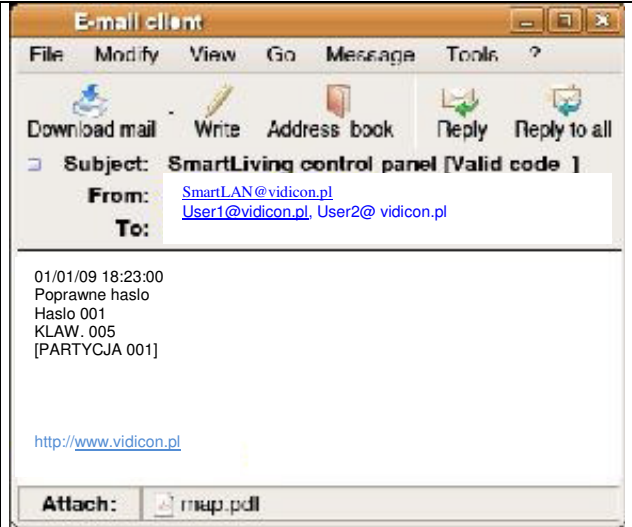 E-mail client
File Modify View Go Message Tools ?
Download mail Write Address book Reply Reply to all
Subject: SmartLiving control panel [Valid code ]
From: SmartLAN@vidicon.pl
User1@vidicon.pl, User2@ vidicon.pl
To:
01/01/09 18:23:00
Poprawne haslo
Haslo 001
KLAW. 005
[PARTYCJA 001]
http://www.vidicon.pl
Attach: map.pdf